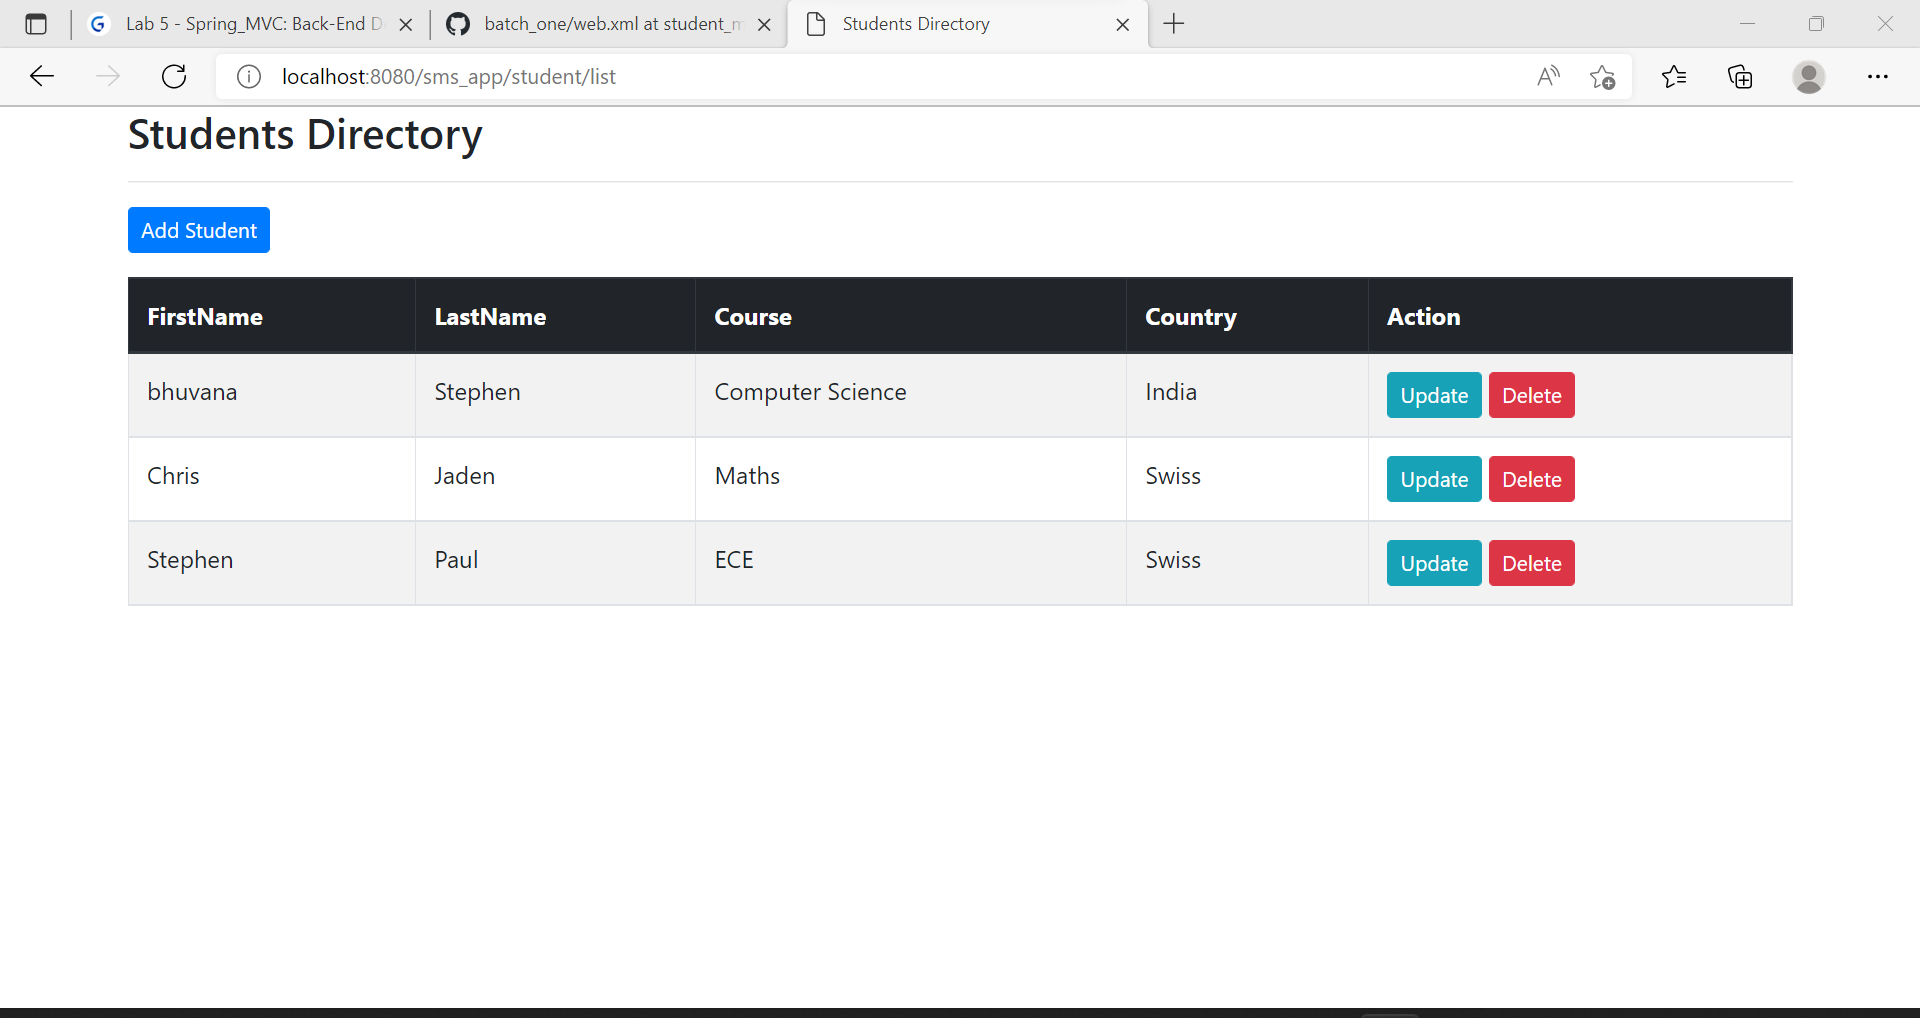 Lab 5 - Spring_MVC: Back-End D
batch_one/web.xml at student_m
Students Directory
localhost:8080/sms_app/student/list
Students Directory
Add Student
FirstName LastName Course Country Action
bhuvana Stephen Computer Science India Update Delete
Chris Jaden Maths Swiss Update Delete
Stephen Paul ECE Swiss Update Delete